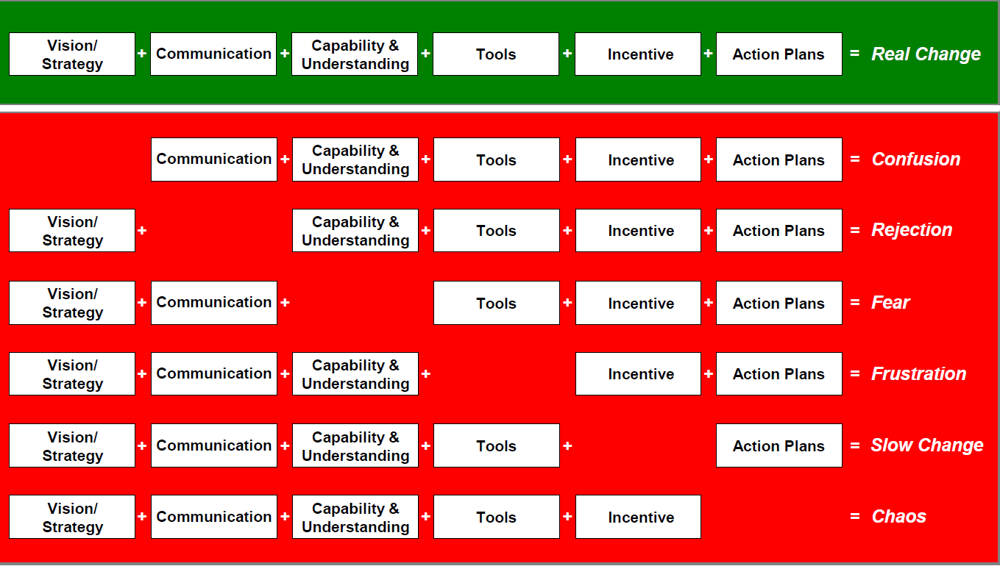 Vision/ Communication Capability & Tools Incentive Action Plans = Real Change
Strategy + + Understanding + + +
Communication + Capability & Understanding + Tools + Incentive + Action Plans = Confusion
Vision/ Strategy + Capability & Understanding + Tools + Incentive + Action Plans = Rejection
Vision/ Strategy + Communication + Tools + Incentive + Action Plans = Fear
Vision/ Strategy + Communication + Capability & Understanding + Incentive + Action Plans = Frustration
Vision/ Strategy + Communication + Capability & Understanding + Tools + Action Plans = Slow Change
Vision/ Strategy + Communication + Capability & Understanding + Tools + Incentive = Chaos